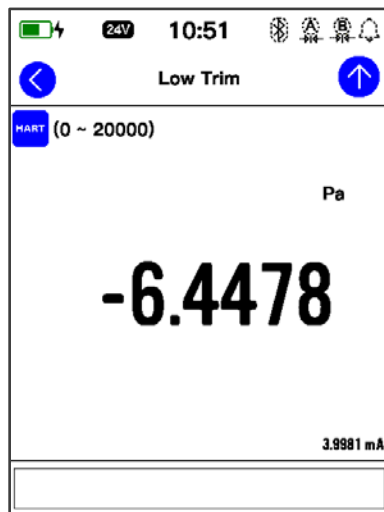 24V 10:51 A B
Low Trim
HART (0 ~ 20000)
Pa
-6.4478
3.9981 mA